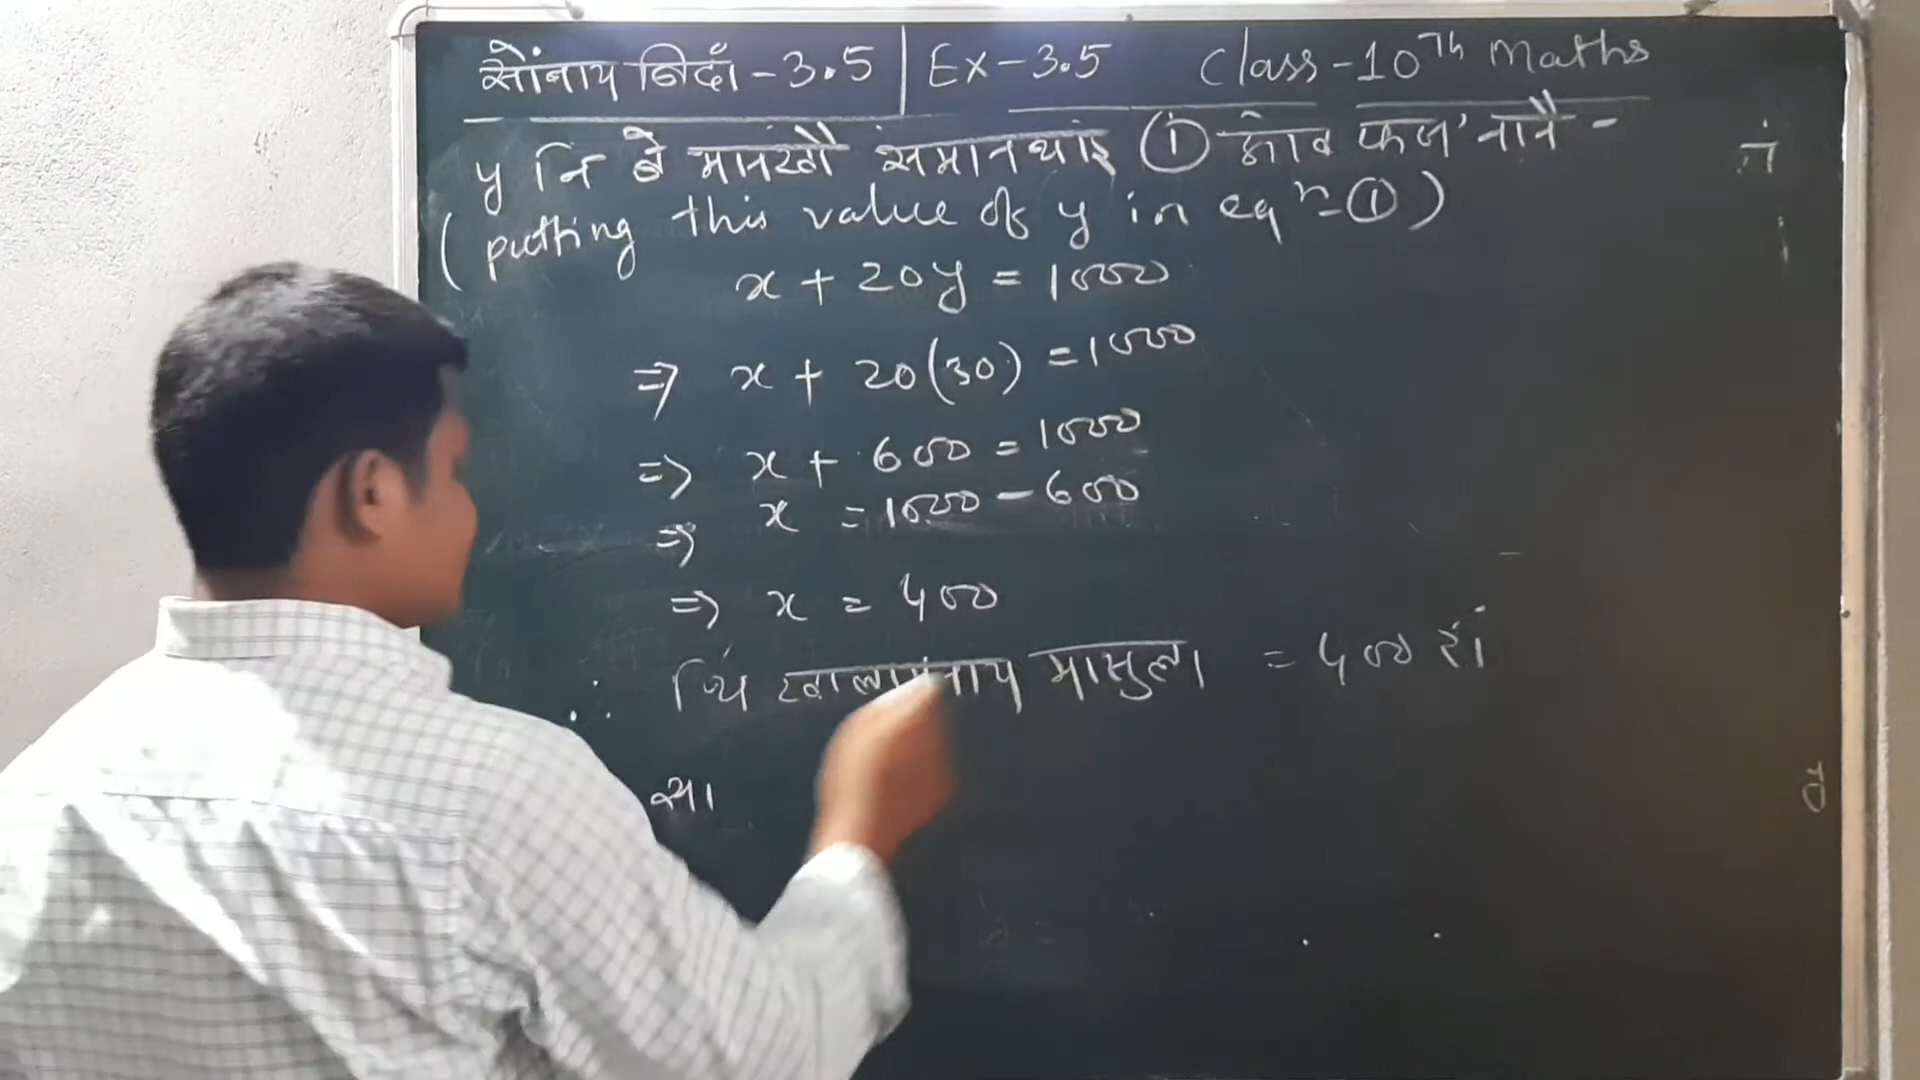 सोंनाय बिदां - 3.5 | Ex - 3.5 Class - 10th Maths
y नि बे मानखौ समानथाइ ① आव फज'नानै -
(putting this value of y in eqn - ①)
x + 20y = 1000
⇒ x + 20(30) = 1000
⇒ x + 600 = 1000
⇒ x = 1000 - 600
⇒ x = 400
∴ थि मासुल = 400 रां